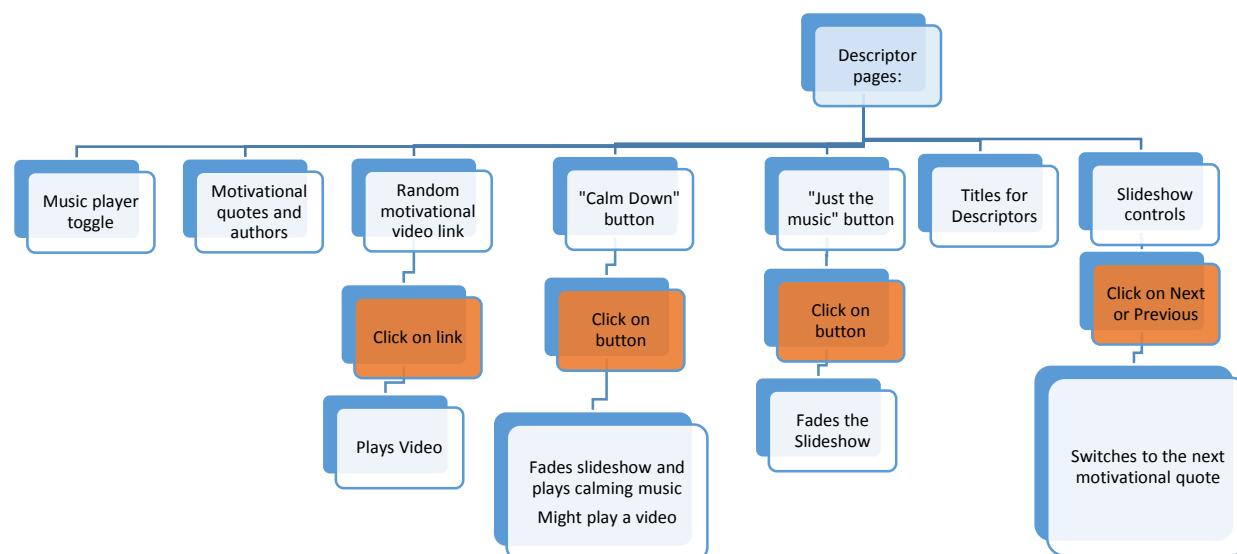 Descriptor
pages:
Music player
toggle
Motivational
quotes and
authors
Random
motivational
video link
"Calm Down"
button
"Just the
music" button
Titles for
Descriptors
Slideshow
controls
Click on link
Click on
button
Click on
button
Click on Next
or Previous
Plays Video
Fades slideshow and
plays calming music
Might play a video
Fades the
Slideshow
Switches to the next
motivational quote